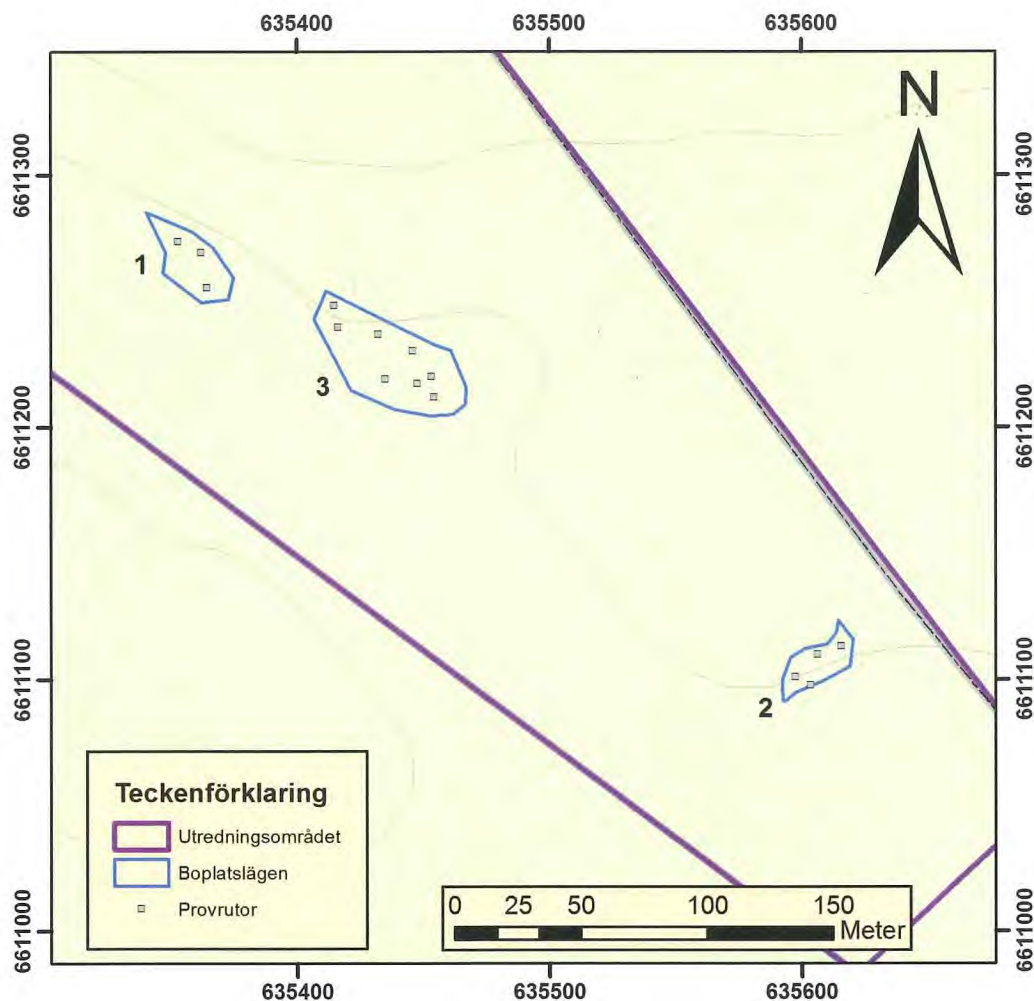 635400 635500 635600
N
6611300 6611300
1
3
6611200 6611200
6611100 6611100
2
Teckenförklaring
Utredningsområdet
Boplatslägen
Provrutor
0 25 50 100 150
Meter
6611000 6611000
635400 635500 635600